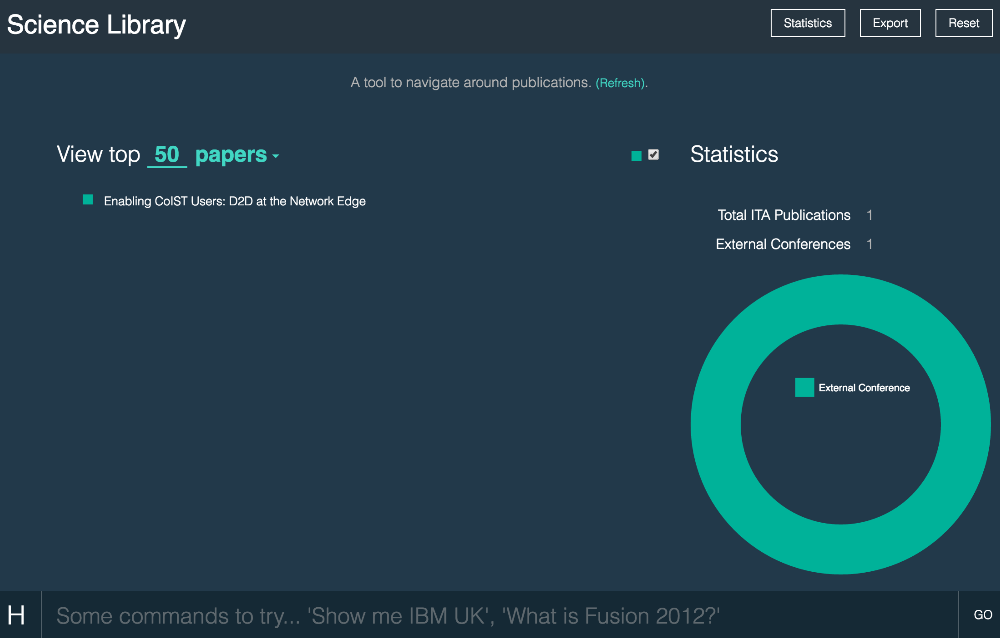 Science Library
Statistics
Export
Reset
A tool to navigate around publications. (Refresh).
View top 50 papers
Enabling CoIST Users: D2D at the Network Edge
Statistics
Total ITA Publications 1
External Conferences 1
External Conference
H
Some commands to try... 'Show me IBM UK', 'What is Fusion 2012?'
GO